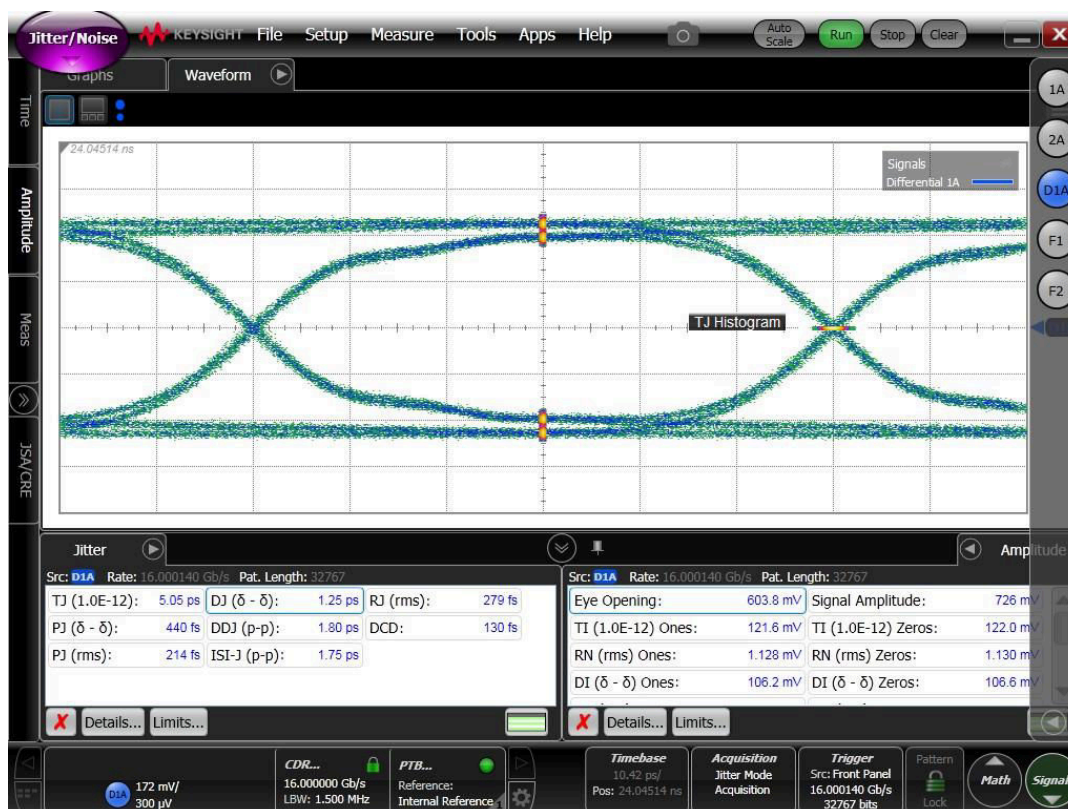 Jitter/Noise
KEYSIGHT File Setup Measure Tools Apps Help Auto Scale Run Stop Clear
Graphs Waveform
Time
Amplitude
Meas
JSA/CRE
24.04514 ns
Signals
Differential 1A
TJ Histogram
1A
2A
D1A
F1
F2
Jitter
Src: D1A Rate: 16.000140 Gb/s Pat. Length: 32767
TJ (1.0E-12): 5.05 ps DJ (δ - δ): 1.25 ps RJ (rms): 279 fs
PJ (δ - δ): 440 fs DDJ (p-p): 1.80 ps DCD: 130 fs
PJ (rms): 214 fs ISI-J (p-p): 1.75 ps
Details... Limits...
Amplitude
Src: D1A Rate: 16.000140 Gb/s Pat. Length: 32767
Eye Opening: 603.8 mV Signal Amplitude: 726 mV
TI (1.0E-12) Ones: 121.6 mV TI (1.0E-12) Zeros: 122.0 mV
RN (rms) Ones: 1.128 mV RN (rms) Zeros: 1.130 mV
DI (δ - δ) Ones: 106.2 mV DI (δ - δ) Zeros: 106.6 mV
Details... Limits...
D1A 172 mV/
300 µV
CDR...
16.000000 Gb/s
LBW: 1.500 MHz
PTB...
Reference:
Internal Reference
Timebase
10.42 ps/
Pos: 24.04514 ns
Acquisition
Jitter Mode
Acquisition
Trigger
Src: Front Panel
16.000140 Gb/s
32767 bits
Pattern
Lock
Math
Signal